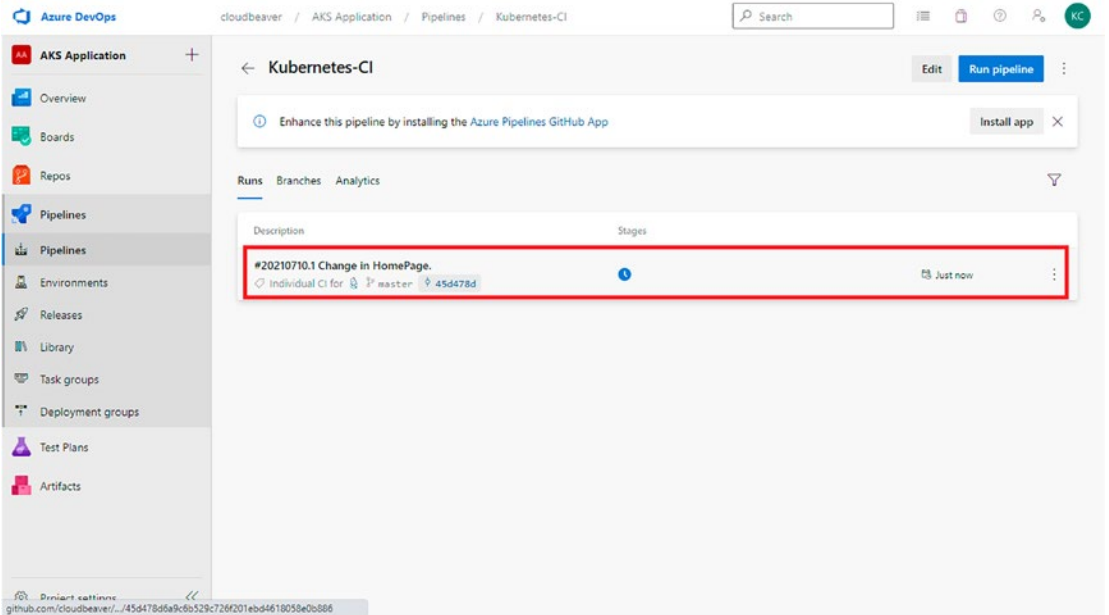 Azure DevOps
cloudbeaver / AKS Application / Pipelines / Kubernetes-CI
Search
KC
AA AKS Application
Overview
Boards
Repos
Pipelines
Pipelines
Environments
Releases
Library
Task groups
Deployment groups
Test Plans
Artifacts
Project settings
Kubernetes-CI
Edit
Run pipeline
Enhance this pipeline by installing the Azure Pipelines GitHub App
Install app
Runs Branches Analytics
Description Stages
#20210710.1 Change in HomePage.
Individual CI for master 45d478d
Just now
github.com/cloudbeaver/.../45d478d6a9c6b529c726f201ebd4618058e0b886